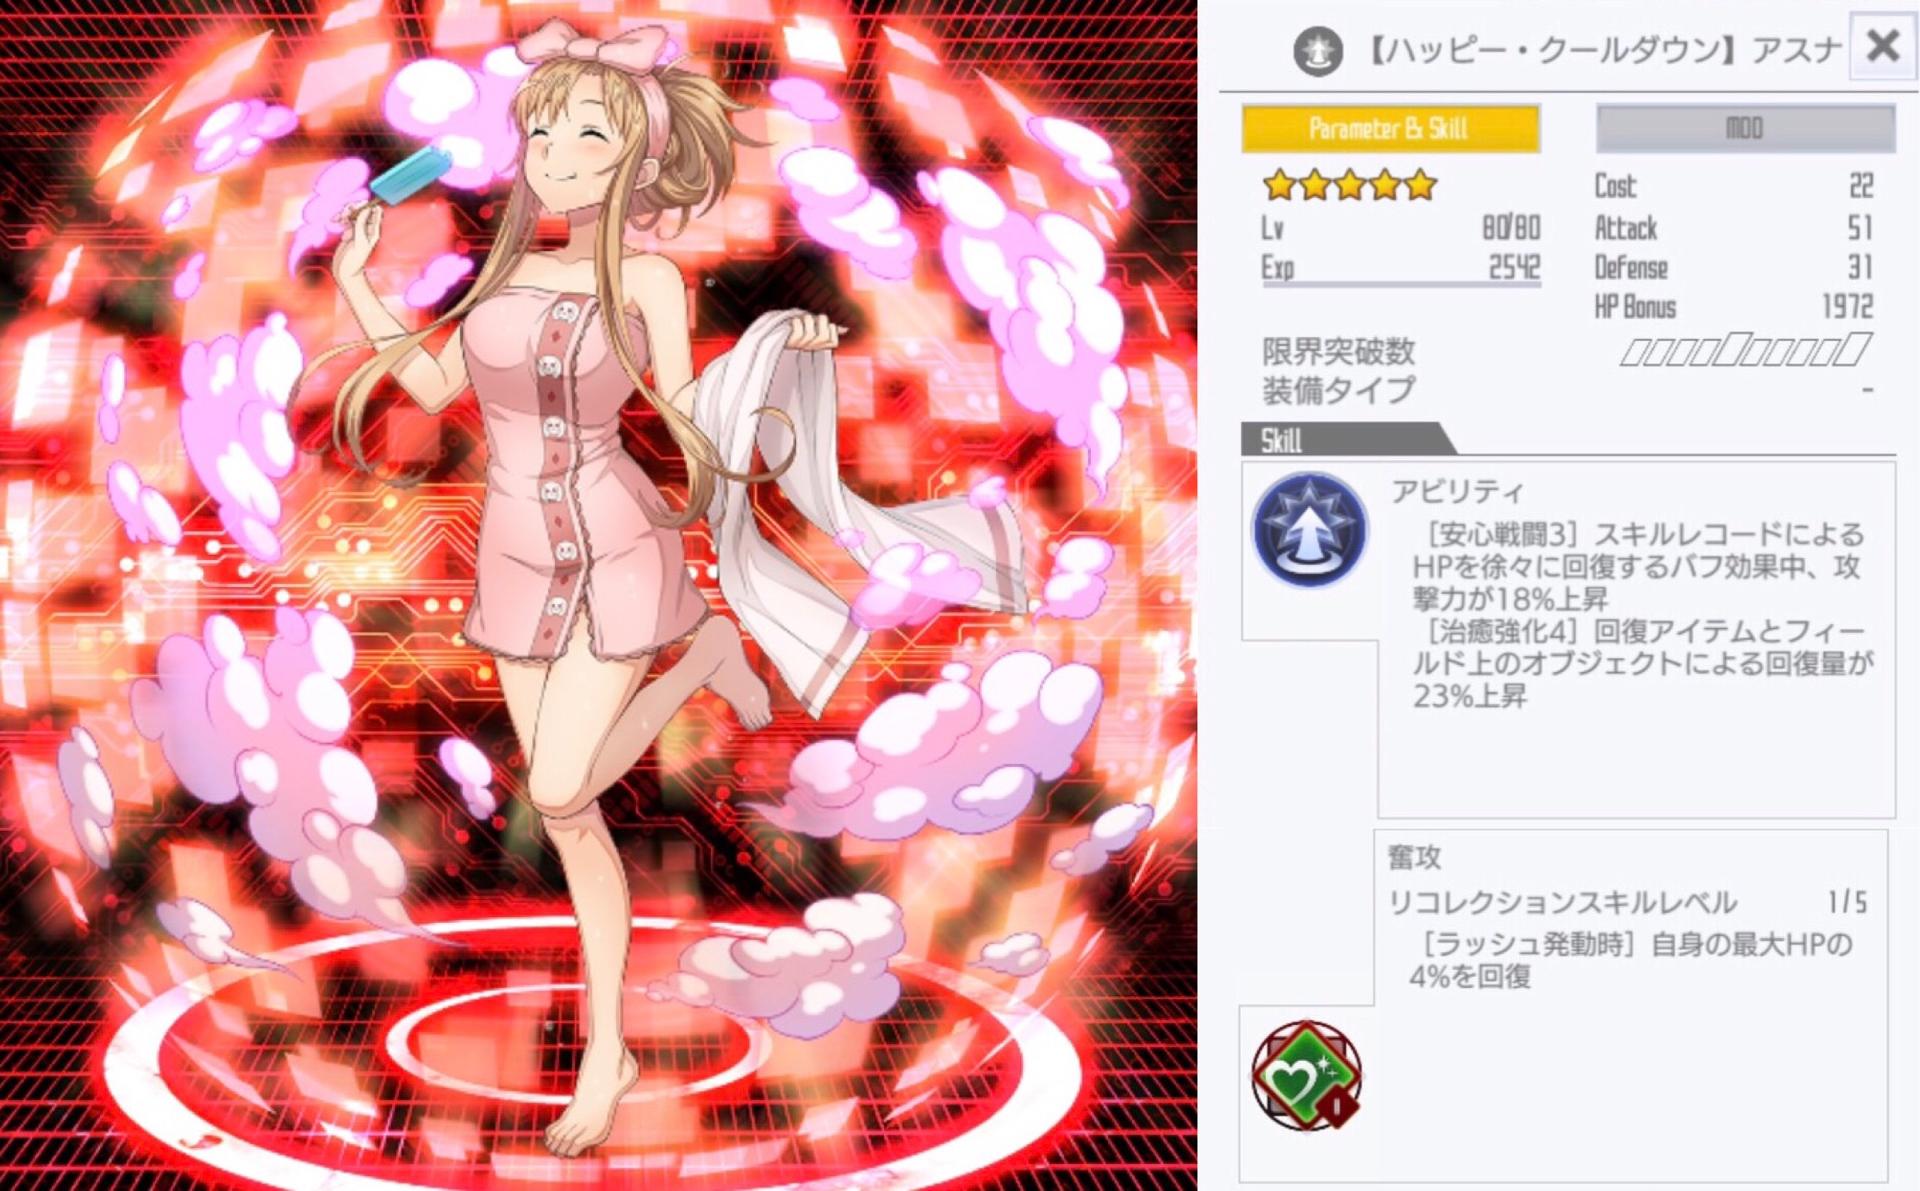 【ハッピー・クールダウン】アスナ
Parameter & Skill
MOD
Lv 80/80
Exp 2542
Cost 22
Attack 51
Defense 31
HP Bonus 1972
限界突破数
装備タイプ -
Skill
アビリティ
［安心戦闘3］スキルレコードによる
HPを徐々に回復するバフ効果中、攻
撃力が18%上昇
［治癒強化4］回復アイテムとフィー
ルド上のオブジェクトによる回復量が
23%上昇
奮攻
リコレクションスキルレベル 1/5
［ラッシュ発動時］自身の最大HPの
4%を回復
I